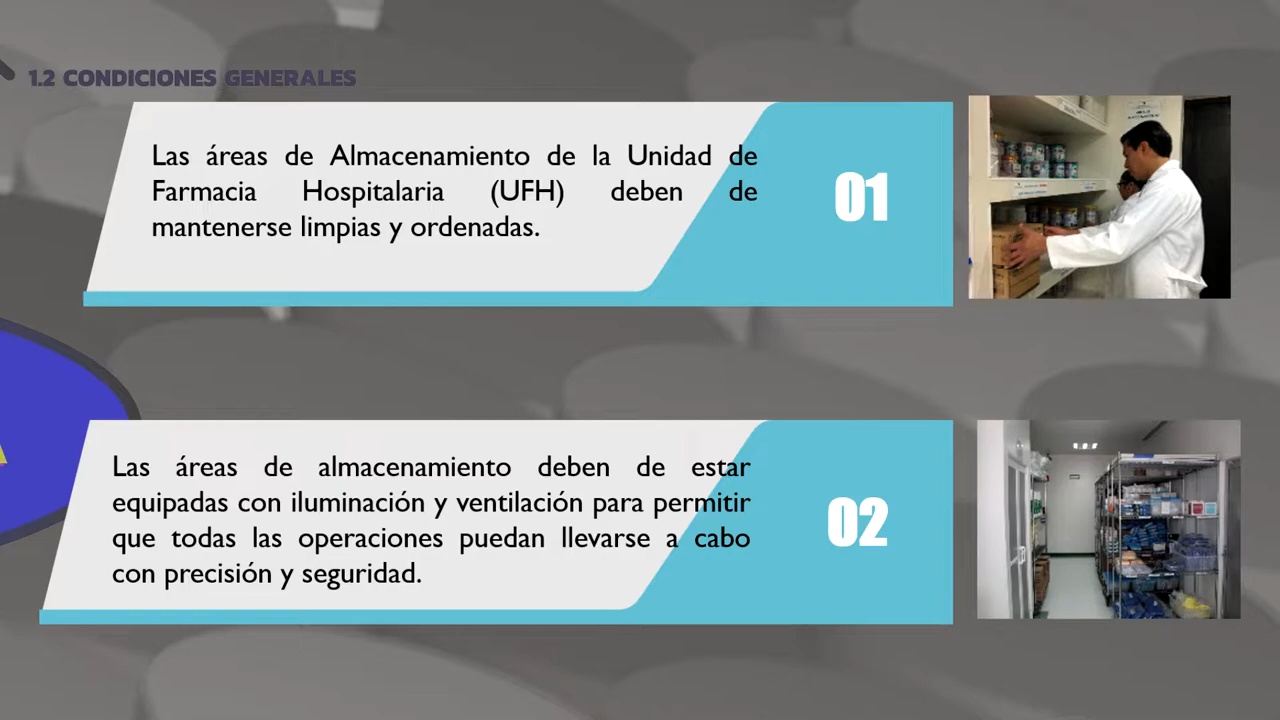 1.2 CONDICIONES GENERALES
Las áreas de Almacenamiento de la Unidad de
Farmacia Hospitalaria (UFH) deben de
mantenerse limpias y ordenadas.
01
Las áreas de almacenamiento deben de estar
equipadas con iluminación y ventilación para permitir
que todas las operaciones puedan llevarse a cabo
con precisión y seguridad.
02